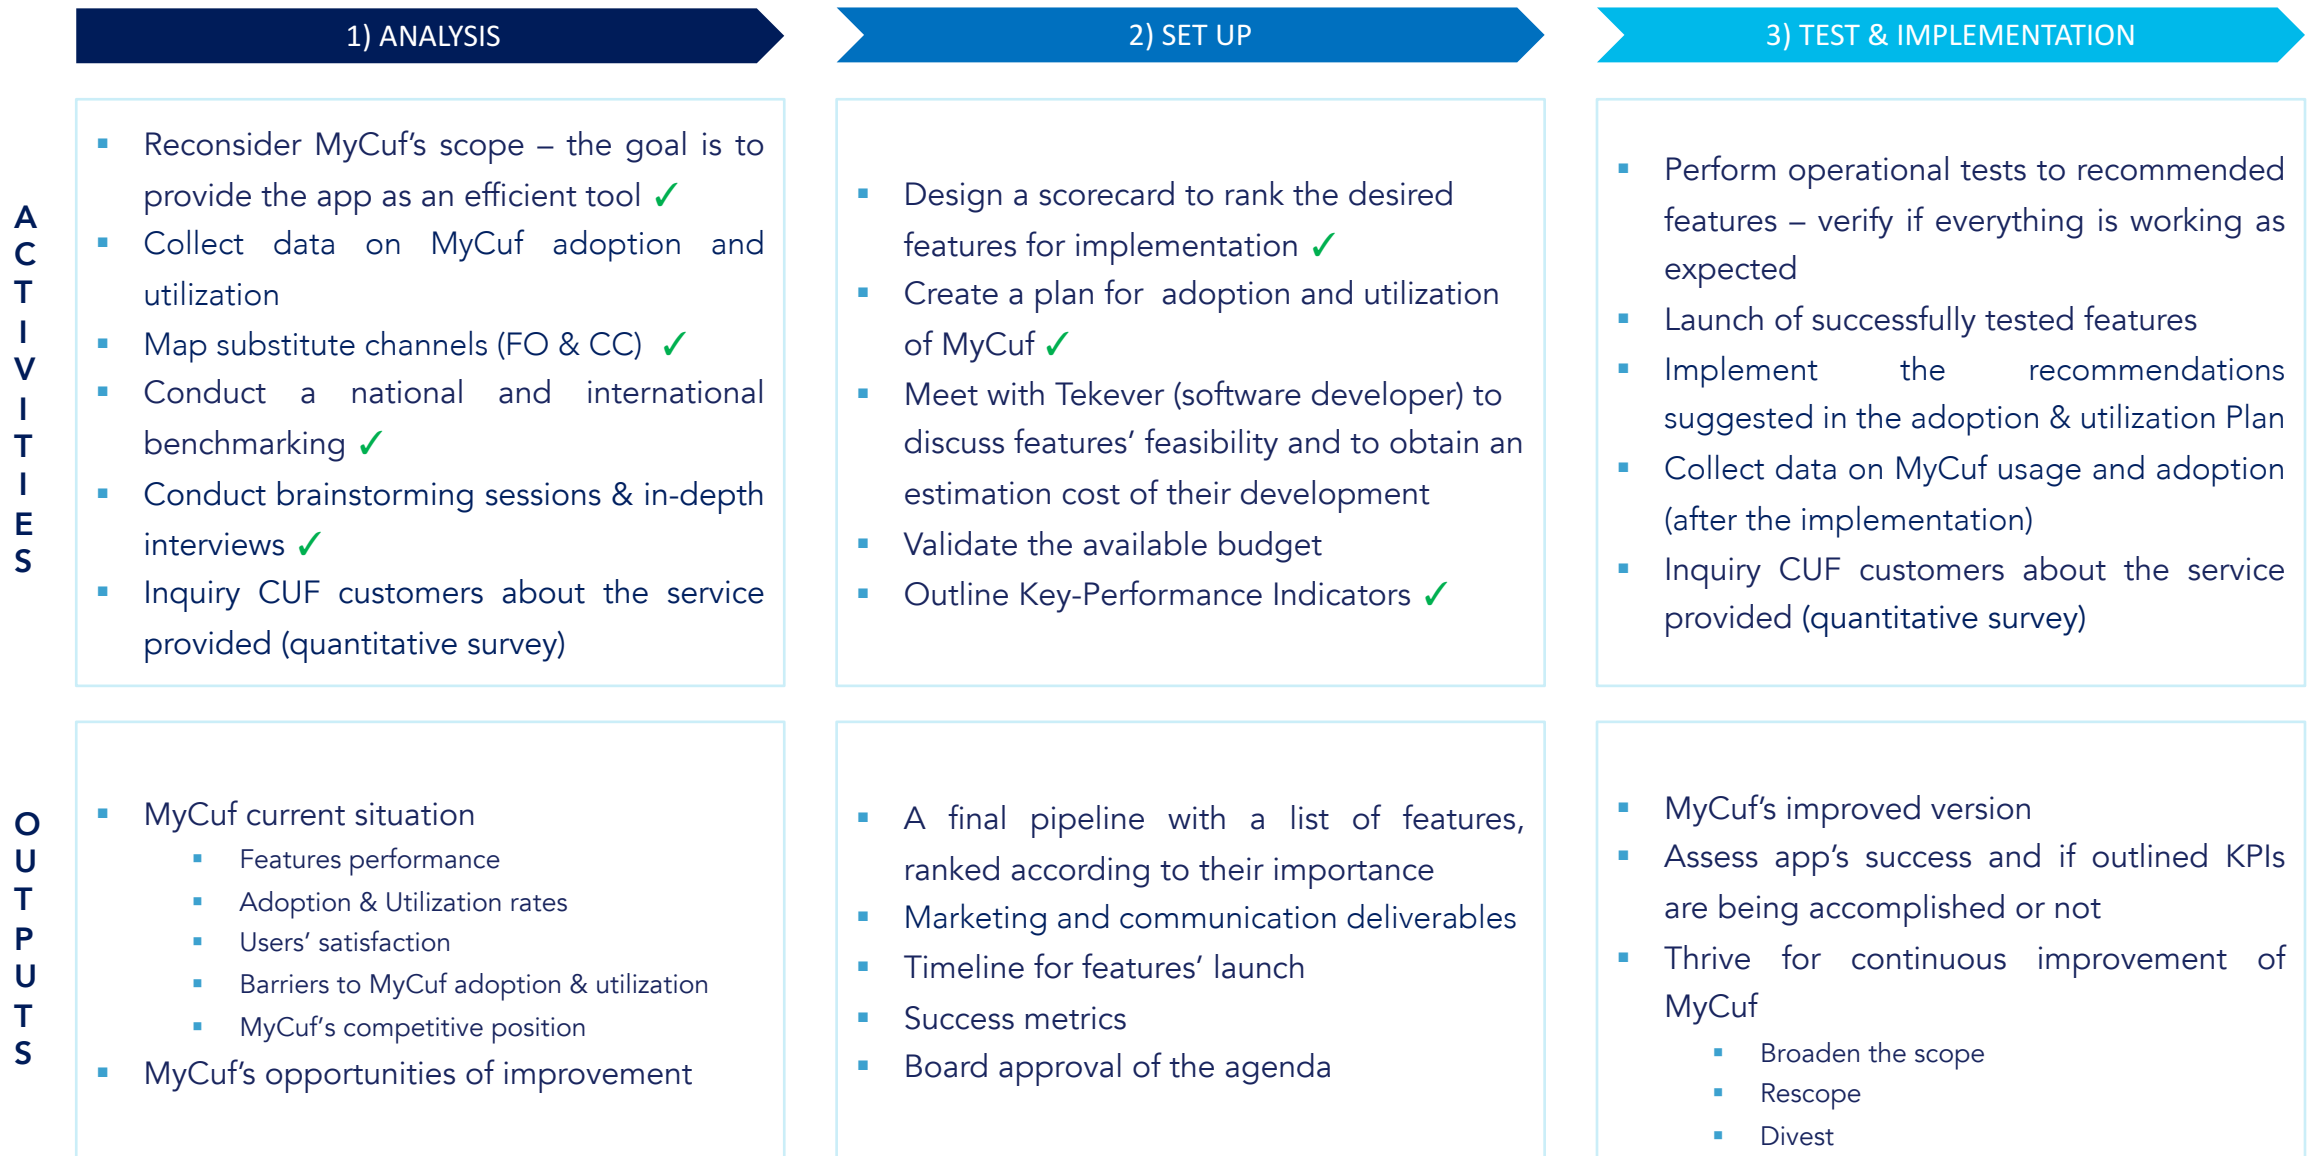 1) ANALYSIS
2) SET UP
3) TEST & IMPLEMENTATION
ACTIVITIES
▪ Reconsider MyCuf’s scope – the goal is to
provide the app as an efficient tool ✓
▪ Collect data on MyCuf adoption and
utilization
▪ Map substitute channels (FO & CC) ✓
▪ Conduct a national and international
benchmarking ✓
▪ Conduct brainstorming sessions & in-depth
interviews ✓
▪ Inquiry CUF customers about the service
provided (quantitative survey)
▪ Design a scorecard to rank the desired
features for implementation ✓
▪ Create a plan for adoption and utilization
of MyCuf ✓
▪ Meet with Tekever (software developer) to
discuss features’ feasibility and to obtain an
estimation cost of their development
▪ Validate the available budget
▪ Outline Key-Performance Indicators ✓
▪ Perform operational tests to recommended
features – verify if everything is working as
expected
▪ Launch of successfully tested features
▪ Implement the recommendations
suggested in the adoption & utilization Plan
▪ Collect data on MyCuf usage and adoption
(after the implementation)
▪ Inquiry CUF customers about the service
provided (quantitative survey)
OUTPUTS
▪ MyCuf current situation
▪ Features performance
▪ Adoption & Utilization rates
▪ Users’ satisfaction
▪ Barriers to MyCuf adoption & utilization
▪ MyCuf’s competitive position
▪ MyCuf’s opportunities of improvement
▪ A final pipeline with a list of features,
ranked according to their importance
▪ Marketing and communication deliverables
▪ Timeline for features’ launch
▪ Success metrics
▪ Board approval of the agenda
▪ MyCuf’s improved version
▪ Assess app’s success and if outlined KPIs
are being accomplished or not
▪ Thrive for continuous improvement of
MyCuf
▪ Broaden the scope
▪ Rescope
▪ Divest